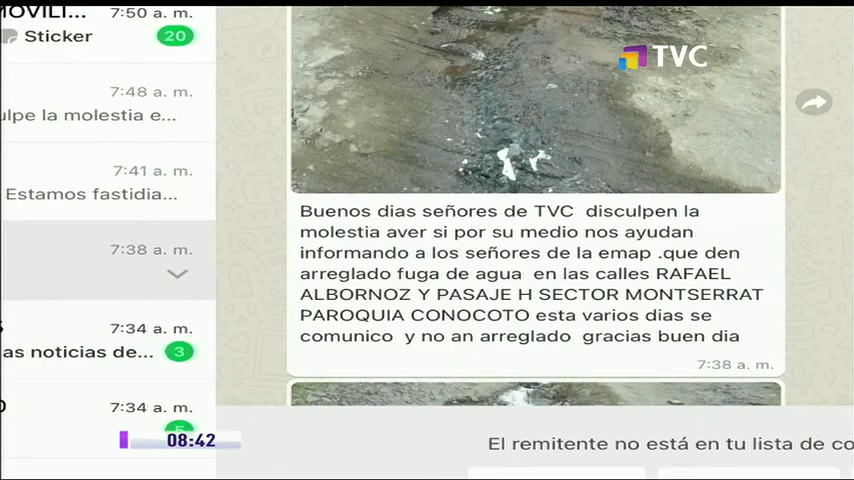 7:50 a. m.
Sticker
20
7:48 a. m.
la molestia e...
7:41 a. m.
Estamos fastidia...
7:38 a. m.
7:34 a. m.
as noticias de...
3
7:34 a. m.
08:42
TVC
Buenos dias señores de TVC disculpen la
molestia aver si por su medio nos ayudan
informando a los señores de la emap .que den
arreglado fuga de agua en las calles RAFAEL
ALBORNOZ Y PASAJE H SECTOR MONTSERRAT
PARROQUIA CONOCOTO esta varios dias se
comunico y no an arreglado gracias buen dia
7:38 a. m.
El remitente no está en tu lista de co